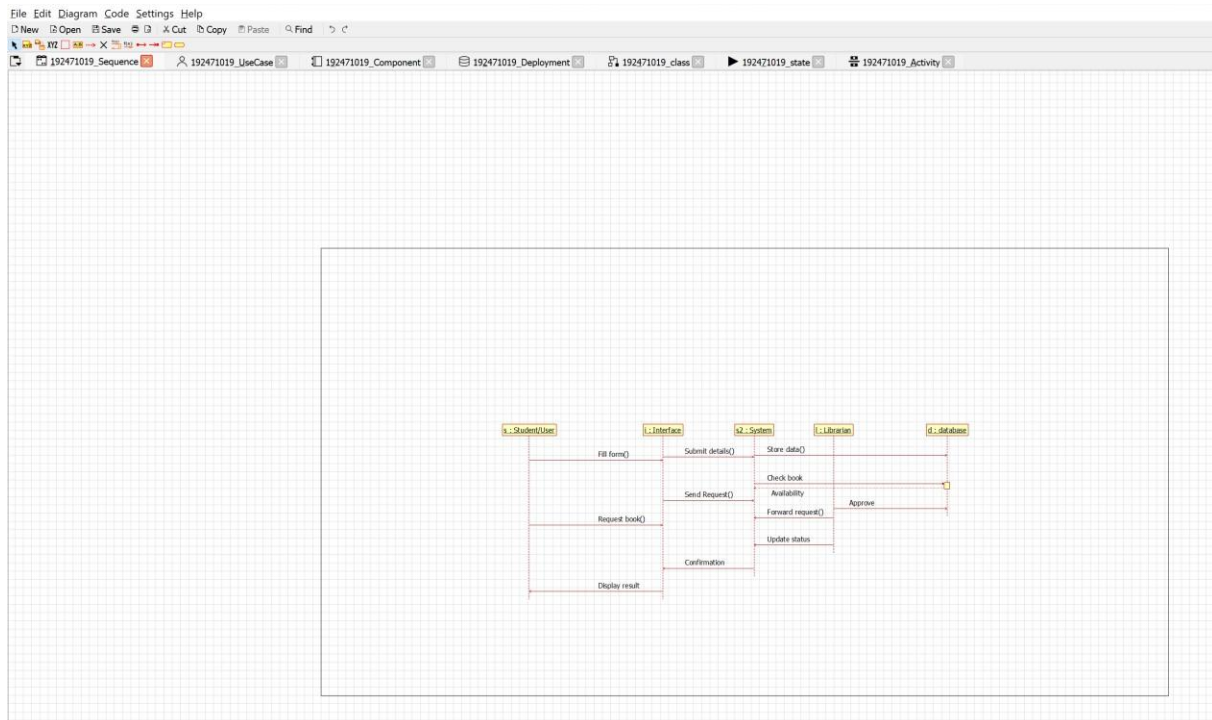 File Edit Diagram Code Settings Help
New Open Save Cut Copy Paste Find
XYZ
192471019_Sequence 192471019_UseCase 192471019_Component 192471019_Deployment 192471019_class 192471019_state 192471019_Activity
s : Student/User i : Interface s2 : System l : Librarian d : database
Fill form() Submit details() Store data()
Check book
Send Request() Availability
Approve
Request book() Forward request()
Update status
Confirmation
Display result